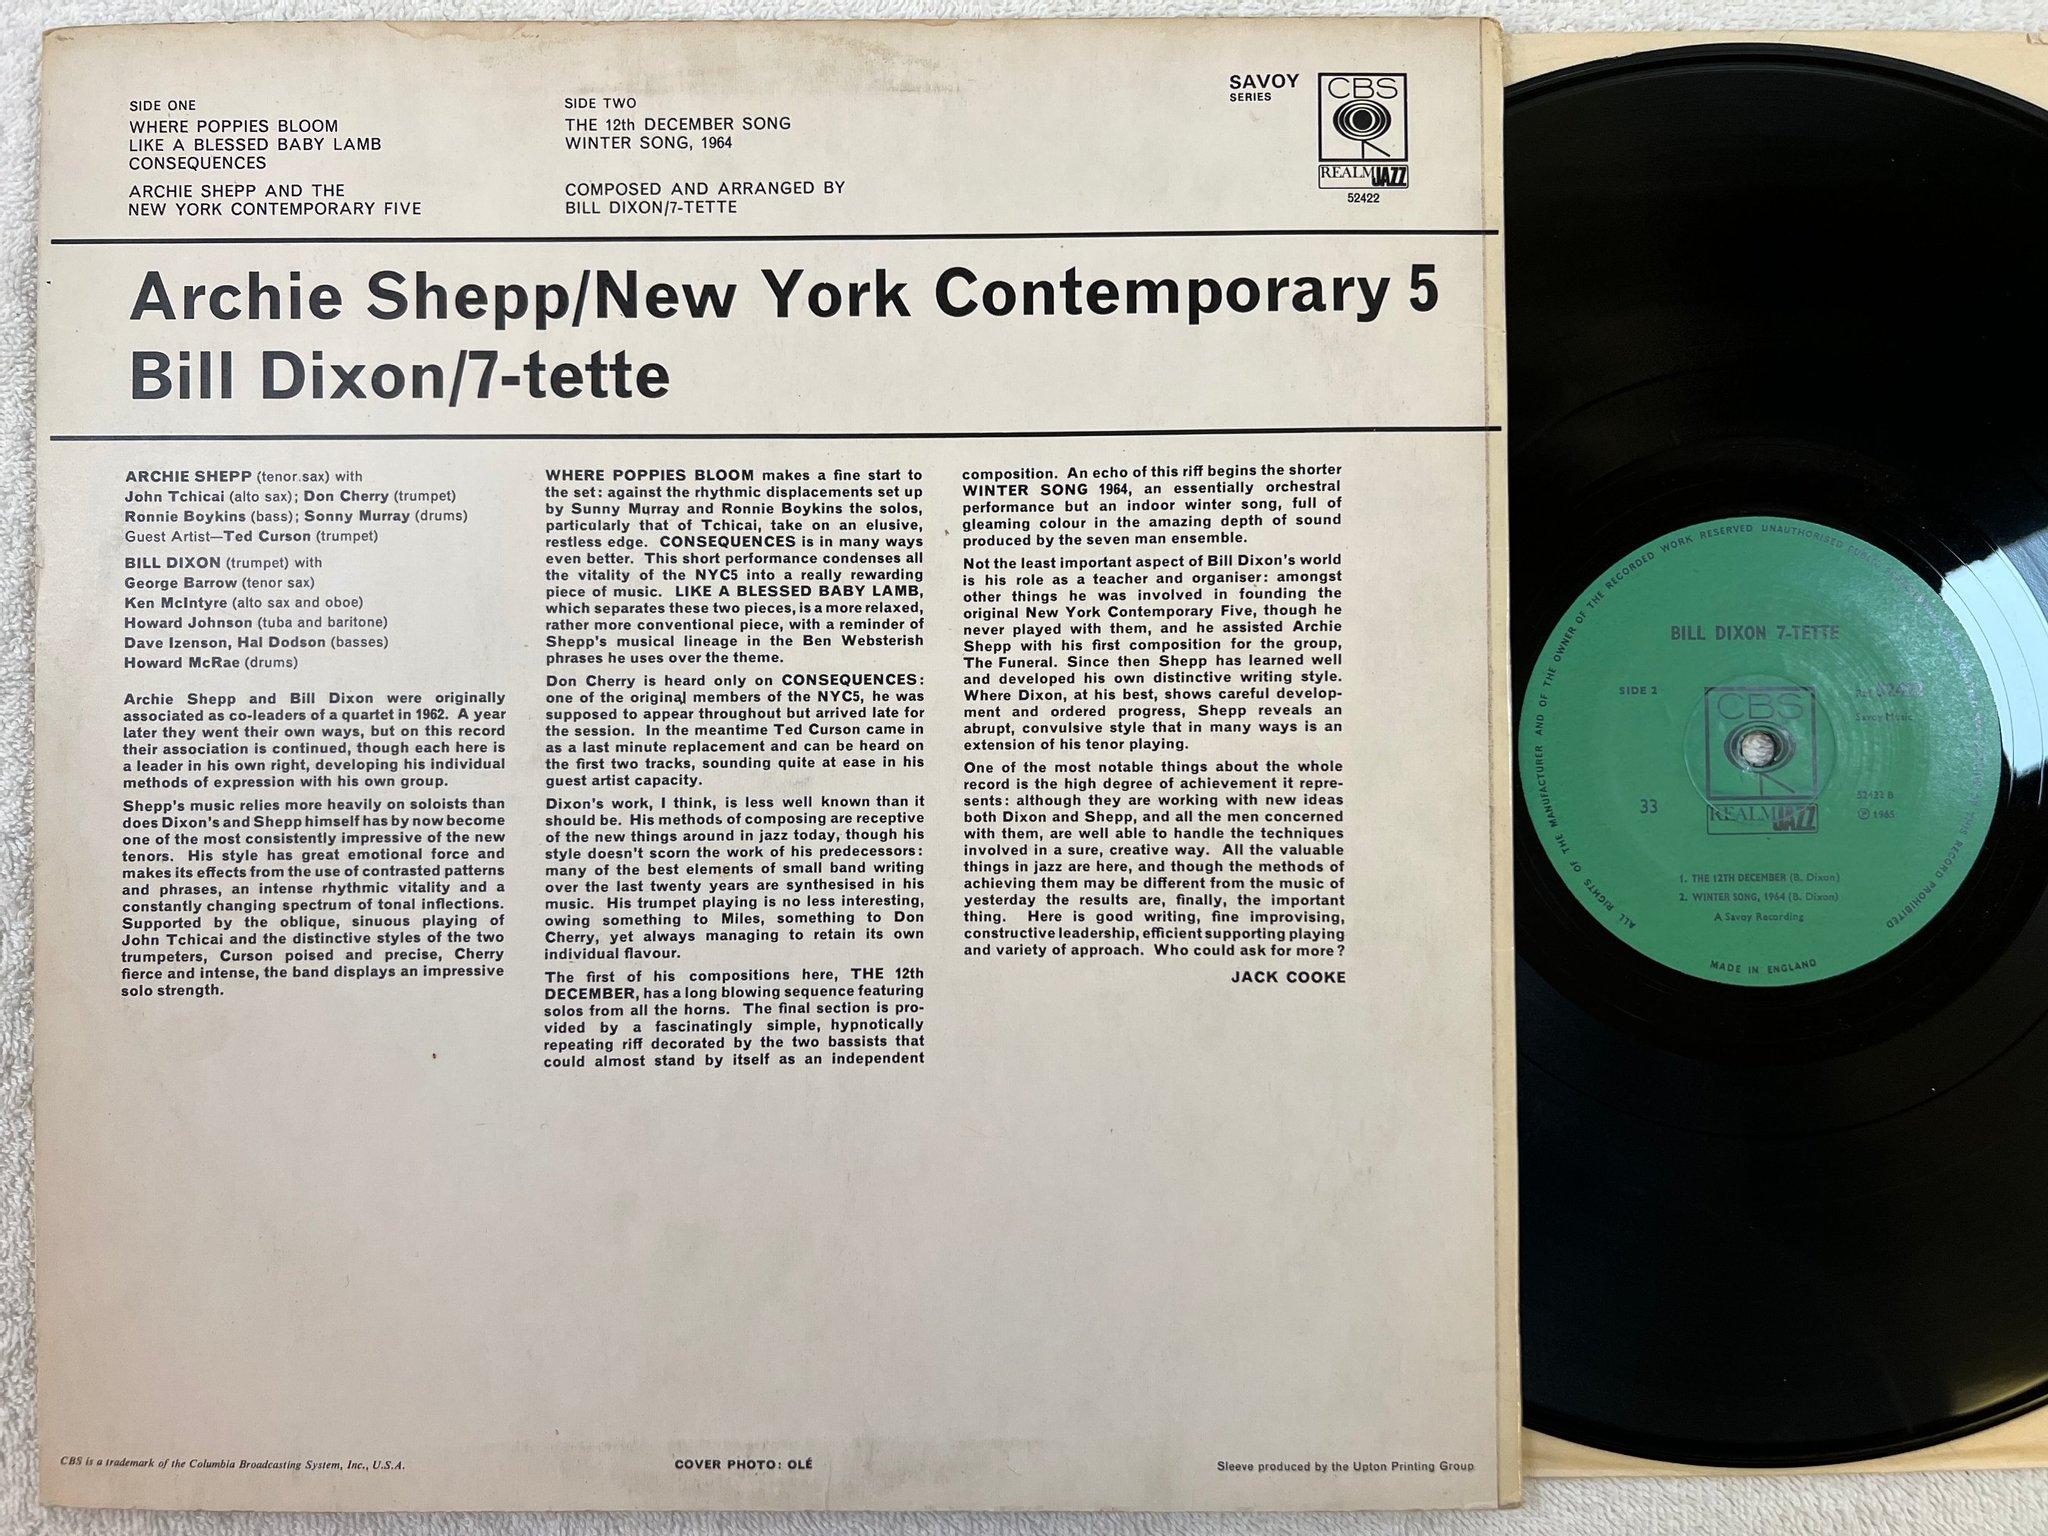 SIDE ONE
WHERE POPPIES BLOOM
LIKE A BLESSED BABY LAMB
CONSEQUENCES
ARCHIE SHEPP AND THE
NEW YORK CONTEMPORARY FIVE
SIDE TWO
THE 12th DECEMBER SONG
WINTER SONG, 1964
COMPOSED AND ARRANGED BY
BILL DIXON/7-TETTE
SAVOY
SERIES
CBS
REALM JAZZ
52422
Archie Shepp/New York Contemporary 5
Bill Dixon/7-tette
ARCHIE SHEPP (tenor sax) with
John Tchicai (alto sax); Don Cherry (trumpet)
Ronnie Boykins (bass); Sonny Murray (drums)
Guest Artist—Ted Curson (trumpet)
BILL DIXON (trumpet) with
George Barrow (tenor sax)
Ken McIntyre (alto sax and oboe)
Howard Johnson (tuba and baritone)
Dave Izenson, Hal Dodson (basses)
Howard McRae (drums)
Archie Shepp and Bill Dixon were originally
associated as co-leaders of a quartet in 1962. A year
later they went their own ways, but on this record
their association is continued, though each here is
a leader in his own right, developing his individual
methods of expression with his own group.
Shepp's music relies more heavily on soloists than
does Dixon's and Shepp himself has by now become
one of the most consistently impressive of the new
tenors. His style has great emotional force and
makes its effects from the use of contrasted patterns
and phrases, an intense rhythmic vitality and a
constantly changing spectrum of tonal inflections.
Supported by the oblique, sinuous playing of
John Tchicai and the distinctive styles of the two
trumpeters, Curson poised and precise, Cherry
fierce and intense, the band displays an impressive
solo strength.
WHERE POPPIES BLOOM makes a fine start to
the set: against the rhythmic displacements set up
by Sunny Murray and Ronnie Boykins the solos,
particularly that of Tchicai, take on an elusive,
restless edge. CONSEQUENCES is in many ways
even better. This short performance condenses all
the vitality of the NYC5 into a really rewarding
piece of music. LIKE A BLESSED BABY LAMB,
which separates these two pieces, is a more relaxed,
rather more conventional piece, with a reminder of
Shepp's musical lineage in the Ben Websterish
phrases he uses over the theme.
Don Cherry is heard only on CONSEQUENCES:
one of the original members of the NYC5, he was
supposed to appear throughout but arrived late for
the session. In the meantime Ted Curson came in
as a last minute replacement and can be heard on
the first two tracks, sounding quite at ease in his
guest artist capacity.
Dixon's work, I think, is less well known than it
should be. His methods of composing are receptive
of the new things around in jazz today, though his
style doesn't scorn the work of his predecessors:
many of the best elements of small band writing
over the last twenty years are synthesised in his
music. His trumpet playing is no less interesting,
owing something to Miles, something to Don
Cherry, yet always managing to retain its own
individual flavour.
The first of his compositions here, THE 12th
DECEMBER, has a long blowing sequence featuring
solos from all the horns. The final section is pro-
vided by a fascinatingly simple, hypnotically
repeating riff decorated by the two bassists that
could almost stand by itself as an independent
composition. An echo of this riff begins the shorter
WINTER SONG 1964, an essentially orchestral
performance but an indoor winter song, full of
gleaming colour in the amazing depth of sound
produced by the seven man ensemble.
Not the least important aspect of Bill Dixon's world
is his role as a teacher and organiser: amongst
other things he was involved in founding the
original New York Contemporary Five, though he
never played with them, and he assisted Archie
Shepp with his first composition for the group,
The Funeral. Since then Shepp has learned well
and developed his own distinctive writing style.
Where Dixon, at his best, shows careful develop-
ment and ordered progress, Shepp reveals an
abrupt, convulsive style that in many ways is an
extension of his tenor playing.
One of the most notable things about the whole
record is the high degree of achievement it repre-
sents: although they are working with new ideas
both Dixon and Shepp, and all the men concerned
with them, are well able to handle the techniques
involved in a sure, creative way. All the valuable
things in jazz are here, and though the methods of
achieving them may be different from the music of
yesterday the results are, finally, the important
thing. Here is good writing, fine improvising,
constructive leadership, efficient supporting playing
and variety of approach. Who could ask for more?
JACK COOKE
CBS is a trademark of the Columbia Broadcasting System, Inc., U.S.A.
COVER PHOTO: OLÉ
Sleeve produced by the Upton Printing Group
ALL RIGHTS OF THE MANUFACTURER AND OF THE OWNER OF THE RECORDED WORK RESERVED UNAUTHORISED
RECORD PROHIBITED
BILL DIXON 7-TETTE
SIDE 2
Savoy Music
CBS
33
REALM JAZZ
52422 B
Ⓟ 1965
1. THE 12TH DECEMBER (B. Dixon)
2. WINTER SONG, 1964 (B. Dixon)
A Savoy Recording
MADE IN ENGLAND